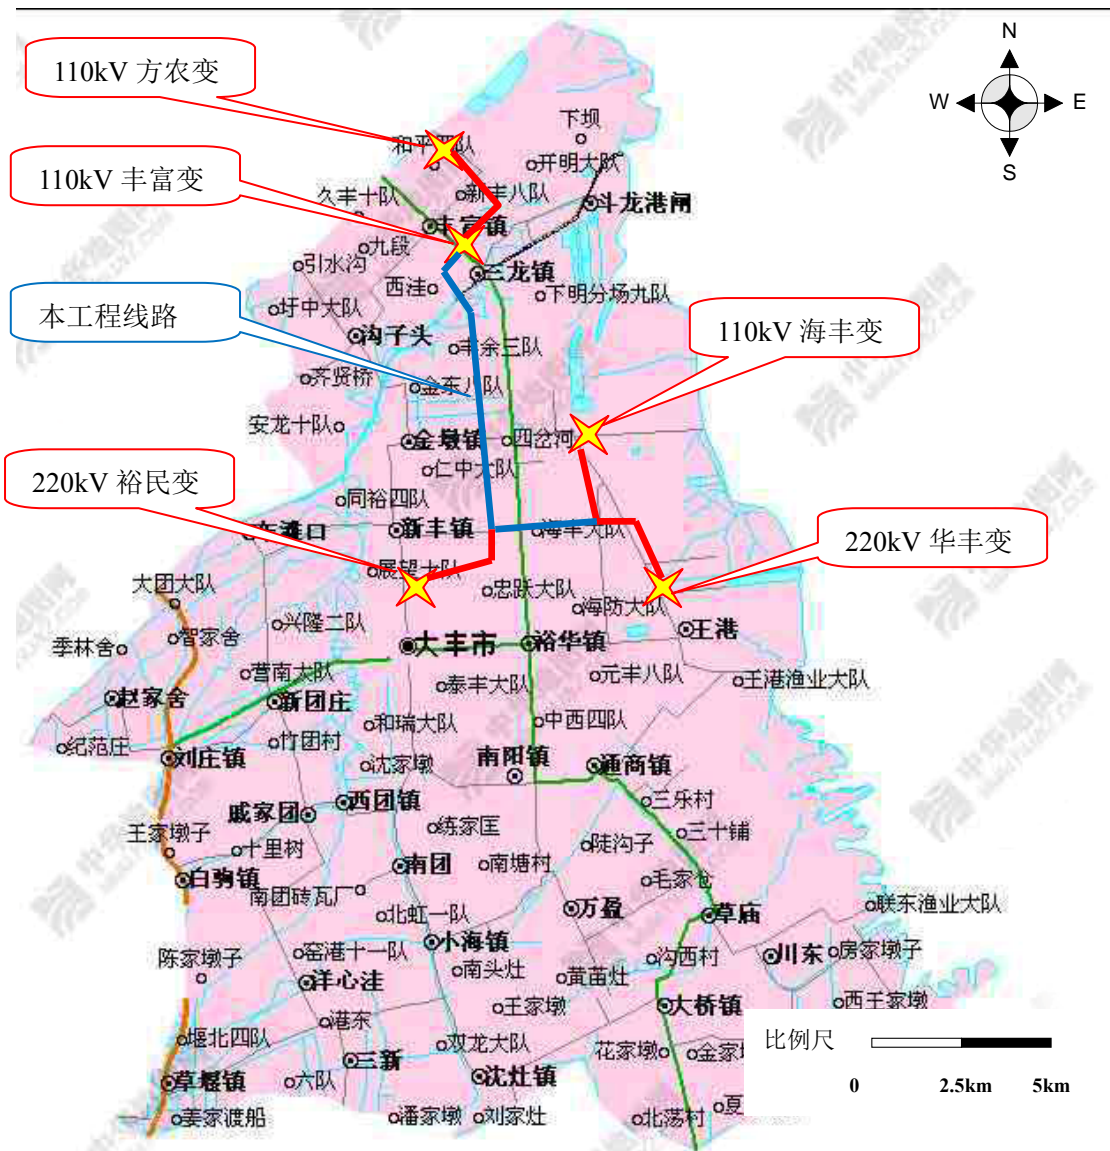 N
W
E
S
110kV 方农变
110kV 丰富变
本工程线路
110kV 海丰变
220kV 裕民变
220kV 华丰变
下坝
开明大队
新丰八队
久丰十队
斗龙港闸
丰富镇
九段
引水沟
西洼
三龙镇
下明分场九队
圩中大队
沟子头
丰余三队
齐贤桥
金东八队
安龙十队
金墩镇
四岔河
仁中大队
同裕四队
新丰镇
海丰大队
展望七队
大团大队
忠跃大队
海防大队
季林舍
智家舍
兴隆二队
大丰市
裕华镇
王港
营南大队
泰丰大队
元丰八队
王港渔业大队
赵家舍
新团庄
和瑞大队
中西四队
纪范庄
竹团村
刘庄镇
沈家墩
南阳镇
通商镇
戚家团
西团镇
三乐村
王家墩子
十里树
练家匡
陡沟子
三十铺
白驹镇
南团
南塘村
毛家仓
南团砖瓦厂
北虹一队
万盈
草庙
联东渔业大队
陈家墩子
窑港十一队
小海镇
沟西村
川东
房家墩子
洋心洼
南头灶
黄苗灶
王家墩
大桥镇
西王家墩
港东
堰北四队
三新
双龙大队
花家墩
草堰镇
六队
沈灶镇
姜家渡船
潘家墩
刘家灶
北荡村
比例尺
0
2.5km
5km